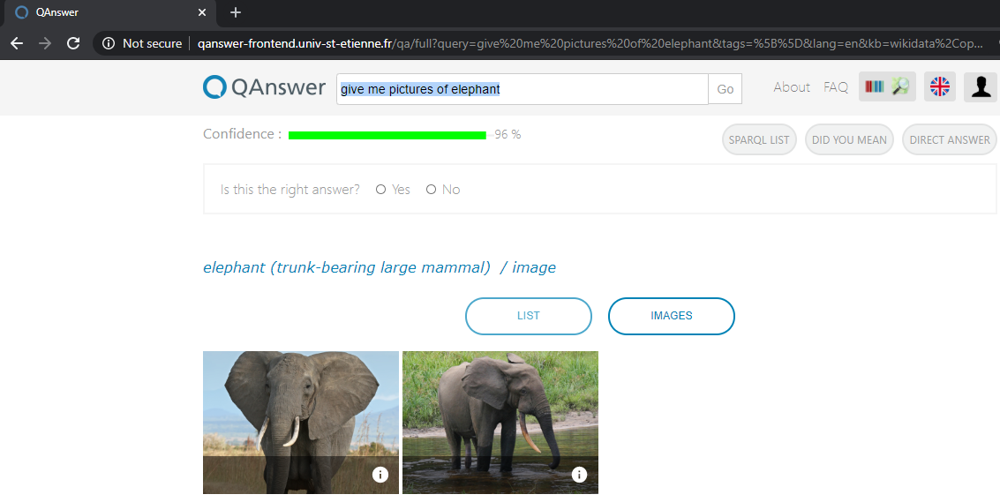 QAnswer
Not secure qanswer-frontend.univ-st-etienne.fr/qa/full?query=give%20me%20pictures%20of%20elephant&tags=%5B%5D&lang=en&kb=wikidata%2Cop...
QAnswer give me pictures of elephant Go About FAQ
Confidence : 96 % SPARQL LIST DID YOU MEAN DIRECT ANSWER
Is this the right answer? Yes No
elephant (trunk-bearing large mammal) / image
LIST IMAGES